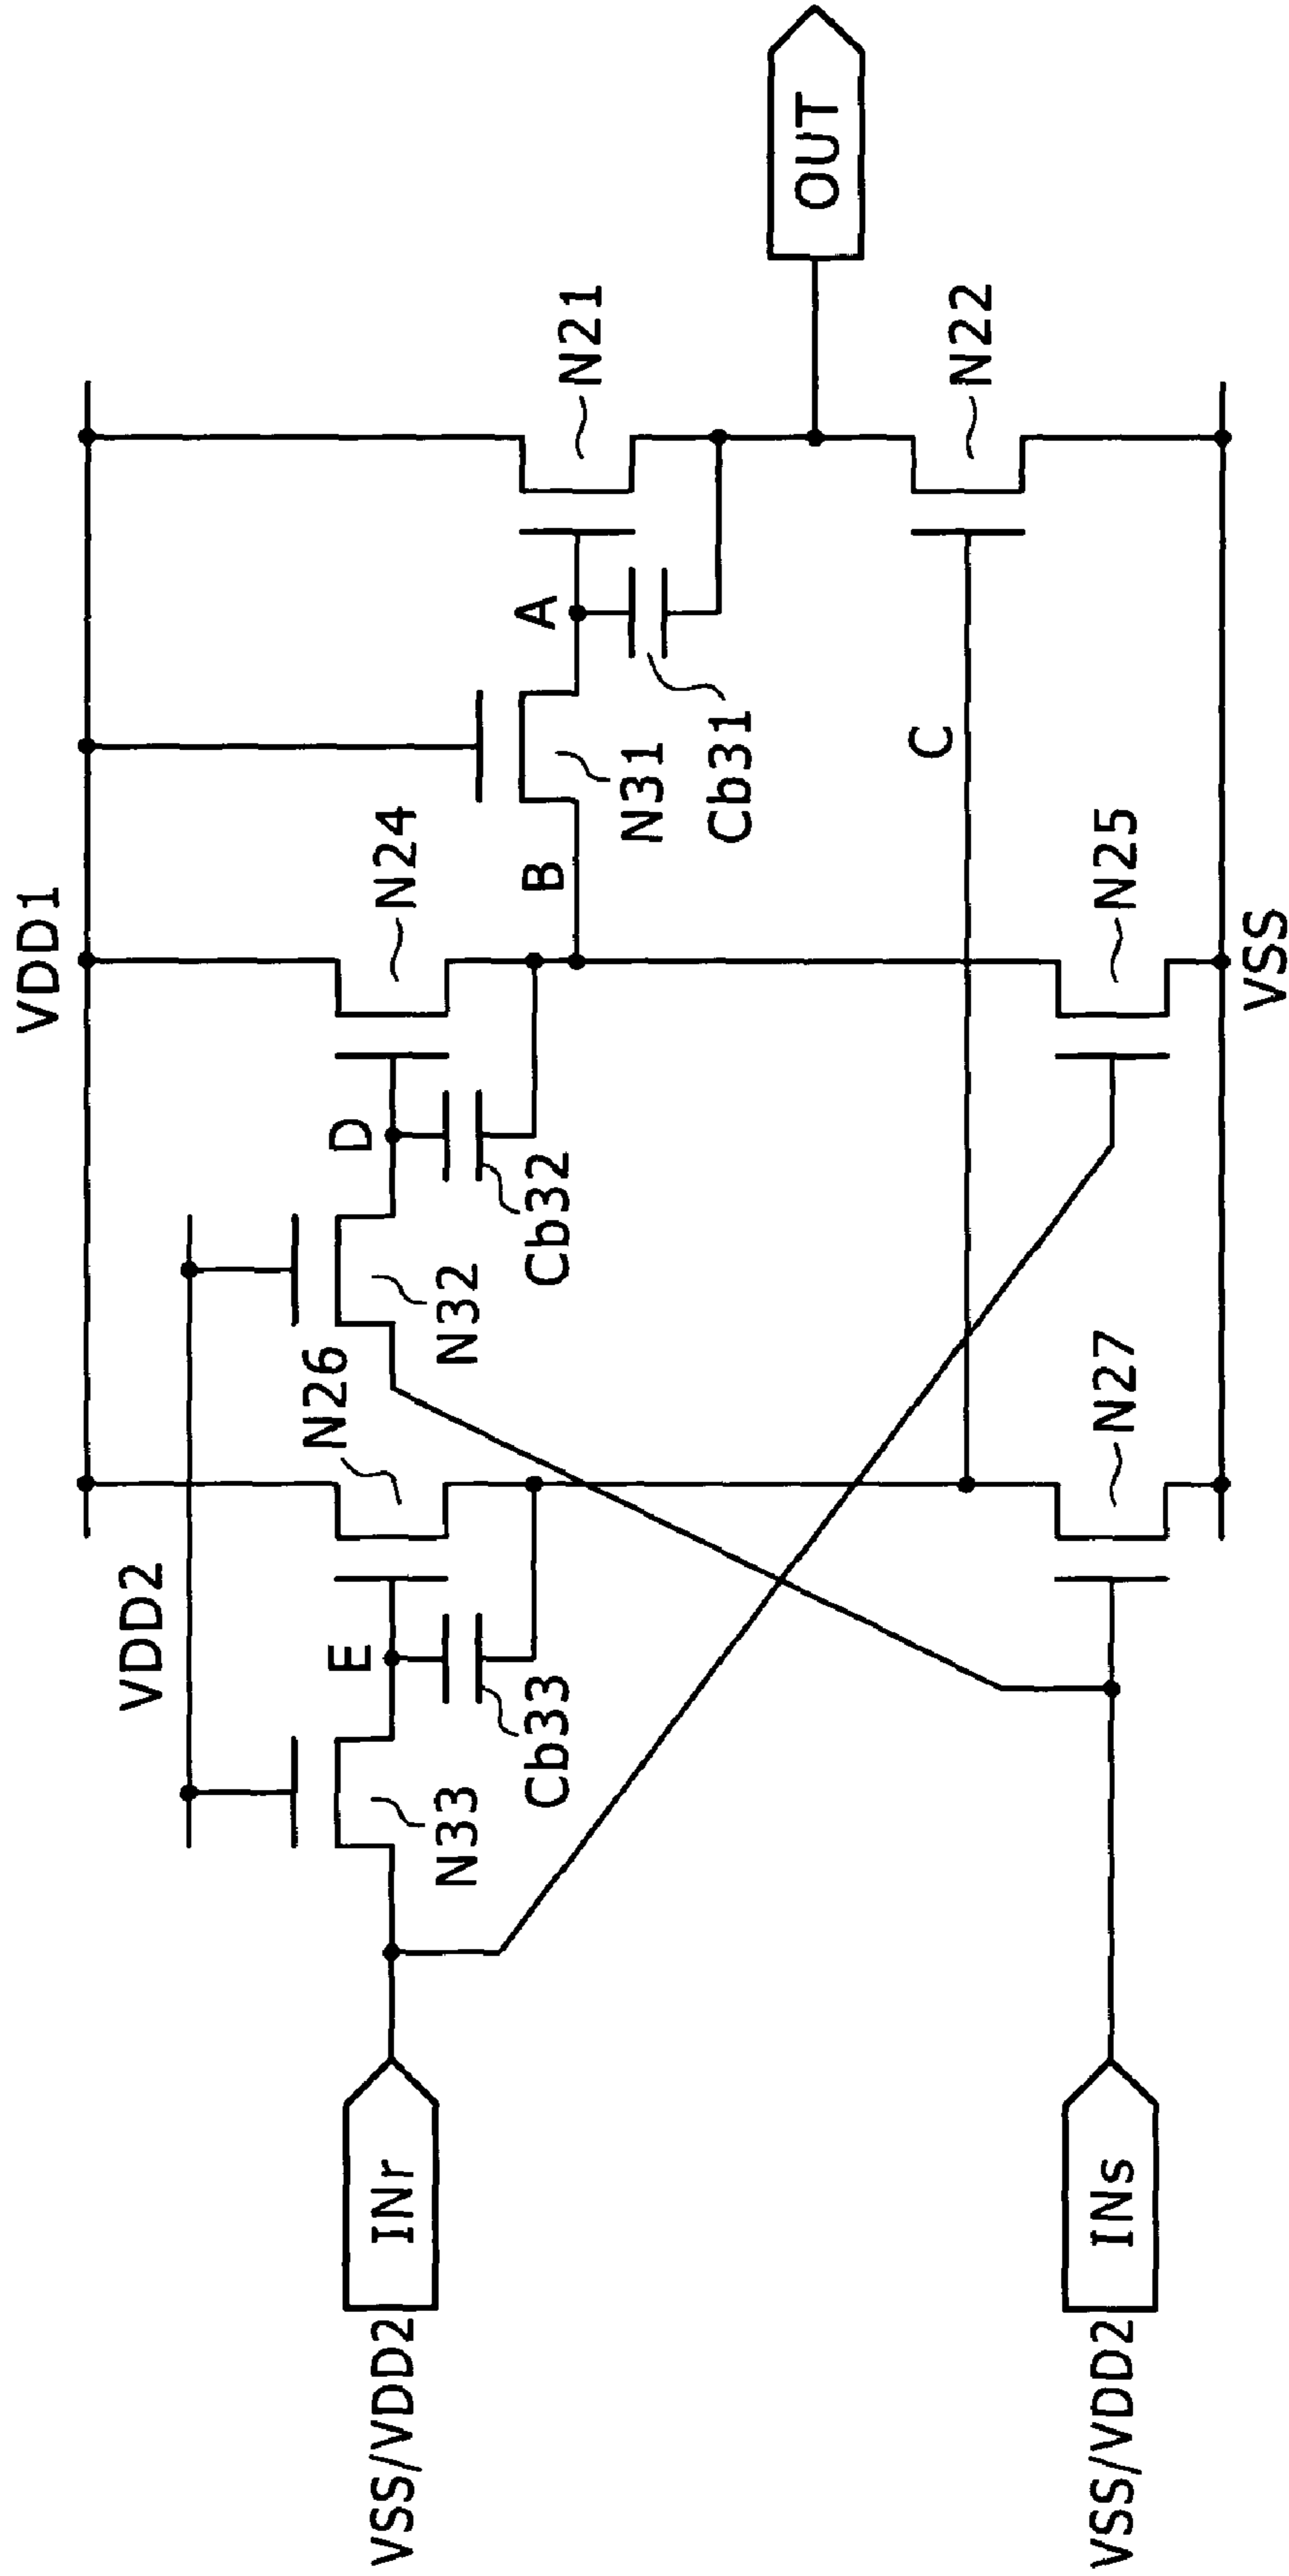 VDD1
VDD2
N26
N24
E
D
A
N21
N33
Cb33
N32
Cb32
B
N31
Cb31
OUT
INr
VSS/VDD2
C
N22
INs
VSS/VDD2
N27
N25
VSS